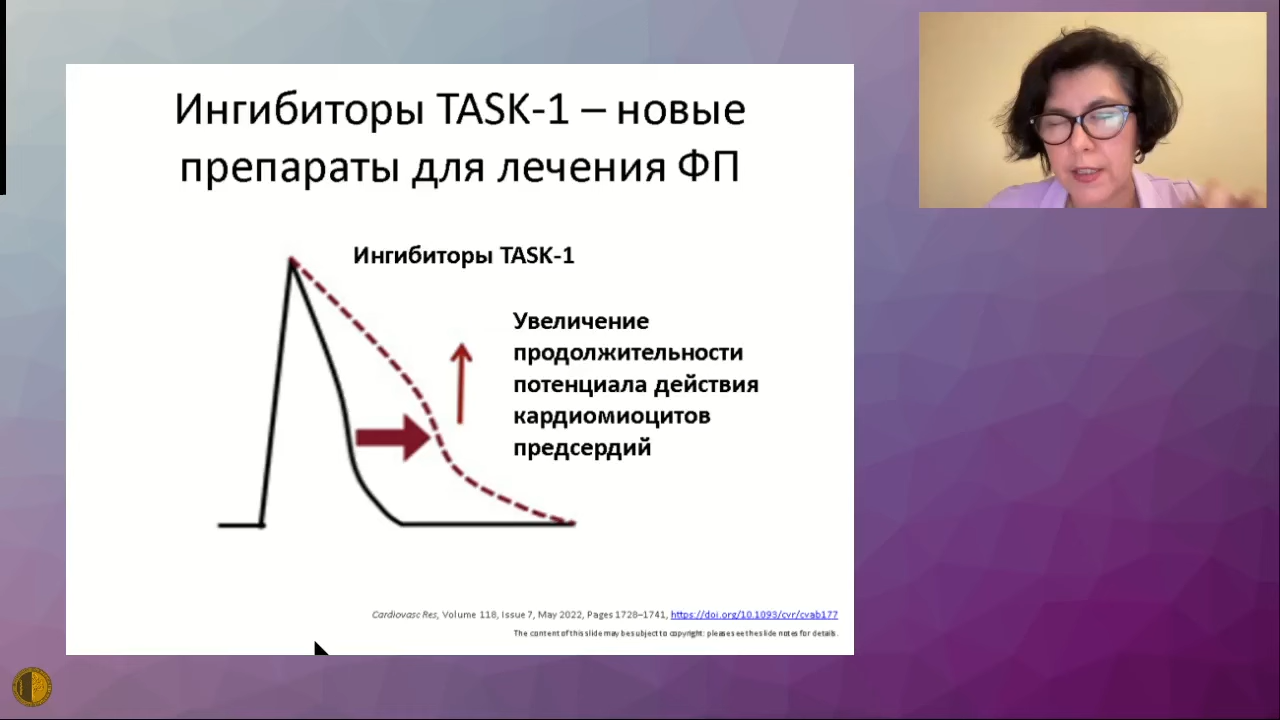 Ингибиторы TASK-1 – новые
препараты для лечения ФП
Ингибиторы TASK-1
Увеличение
продолжительности
потенциала действия
кардиомиоцитов
предсердий
Cardiovasc Res, Volume 118, Issue 7, May 2022, Pages 1728–1741, https://doi.org/10.1093/cvr/cvab177
The content of this slide may be subject to copyright: please see the slide notes for details.